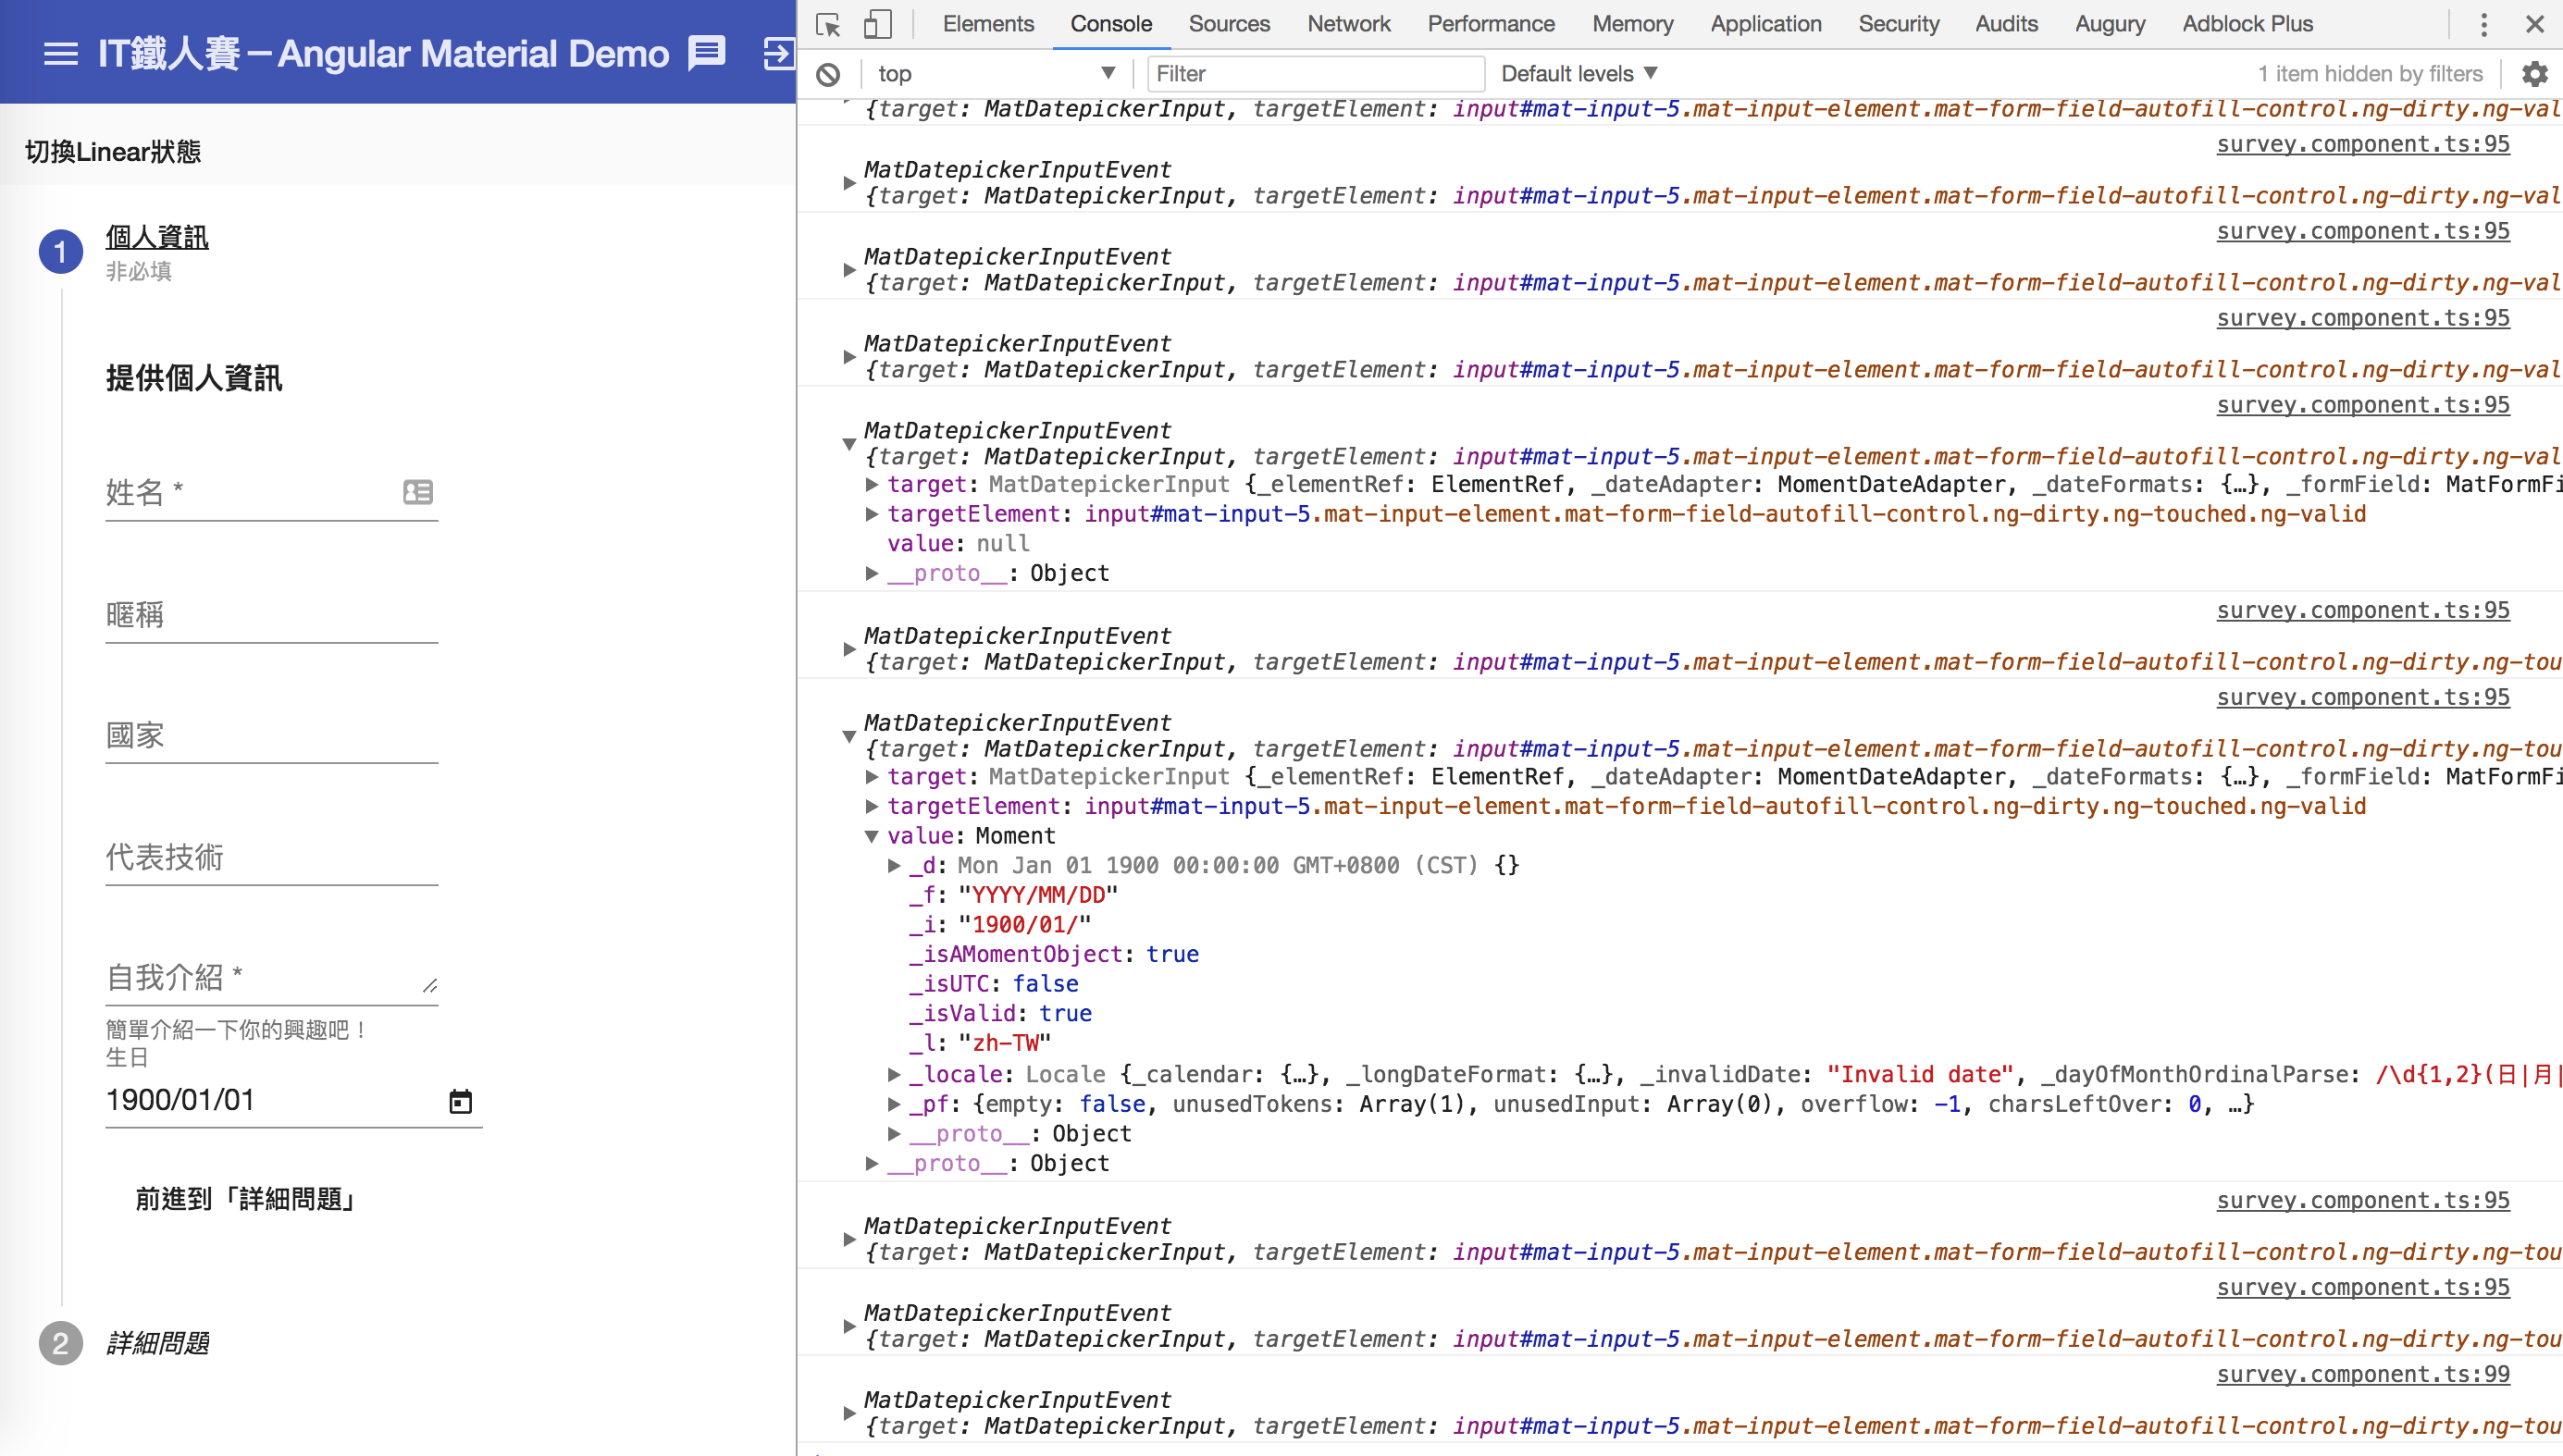 IT鐵人賽－Angular Material Demo
切換Linear狀態
1
個人資訊
非必填
提供個人資訊
姓名 *
暱稱
國家
代表技術
自我介紹 *
簡單介紹一下你的興趣吧！
生日
1900/01/01
前進到「詳細問題」
2
詳細問題
Elements Console Sources Network Performance Memory Application Security Audits Augury Adblock Plus
top ▼ Filter Default levels ▼ 1 item hidden by filters
{target: MatDatepickerInput, targetElement: input#mat-input-5.mat-input-element.mat-form-field-autofill-control.ng-dirty.ng-val
survey.component.ts:95
MatDatepickerInputEvent
▶ {target: MatDatepickerInput, targetElement: input#mat-input-5.mat-input-element.mat-form-field-autofill-control.ng-dirty.ng-val
survey.component.ts:95
MatDatepickerInputEvent
▶ {target: MatDatepickerInput, targetElement: input#mat-input-5.mat-input-element.mat-form-field-autofill-control.ng-dirty.ng-val
survey.component.ts:95
MatDatepickerInputEvent
▶ {target: MatDatepickerInput, targetElement: input#mat-input-5.mat-input-element.mat-form-field-autofill-control.ng-dirty.ng-val
survey.component.ts:95
MatDatepickerInputEvent
▼ {target: MatDatepickerInput, targetElement: input#mat-input-5.mat-input-element.mat-form-field-autofill-control.ng-dirty.ng-val
▶ target: MatDatepickerInput {_elementRef: ElementRef, _dateAdapter: MomentDateAdapter, _dateFormats: {…}, _formField: MatFormFi
▶ targetElement: input#mat-input-5.mat-input-element.mat-form-field-autofill-control.ng-dirty.ng-touched.ng-valid
value: null
▶ __proto__: Object
survey.component.ts:95
MatDatepickerInputEvent
▶ {target: MatDatepickerInput, targetElement: input#mat-input-5.mat-input-element.mat-form-field-autofill-control.ng-dirty.ng-tou
survey.component.ts:95
MatDatepickerInputEvent
▼ {target: MatDatepickerInput, targetElement: input#mat-input-5.mat-input-element.mat-form-field-autofill-control.ng-dirty.ng-tou
▶ target: MatDatepickerInput {_elementRef: ElementRef, _dateAdapter: MomentDateAdapter, _dateFormats: {…}, _formField: MatFormFi
▶ targetElement: input#mat-input-5.mat-input-element.mat-form-field-autofill-control.ng-dirty.ng-touched.ng-valid
▼ value: Moment
▶ _d: Mon Jan 01 1900 00:00:00 GMT+0800 (CST) {}
_f: "YYYY/MM/DD"
_i: "1900/01/"
_isAMomentObject: true
_isUTC: false
_isValid: true
_l: "zh-TW"
▶ _locale: Locale {_calendar: {…}, _longDateFormat: {…}, _invalidDate: "Invalid date", _dayOfMonthOrdinalParse: /\d{1,2}(日|月|
▶ _pf: {empty: false, unusedTokens: Array(1), unusedInput: Array(0), overflow: -1, charsLeftOver: 0, …}
▶ __proto__: Object
▶ __proto__: Object
survey.component.ts:95
MatDatepickerInputEvent
▶ {target: MatDatepickerInput, targetElement: input#mat-input-5.mat-input-element.mat-form-field-autofill-control.ng-dirty.ng-tou
survey.component.ts:95
MatDatepickerInputEvent
▶ {target: MatDatepickerInput, targetElement: input#mat-input-5.mat-input-element.mat-form-field-autofill-control.ng-dirty.ng-tou
survey.component.ts:99
MatDatepickerInputEvent
▶ {target: MatDatepickerInput, targetElement: input#mat-input-5.mat-input-element.mat-form-field-autofill-control.ng-dirty.ng-tou